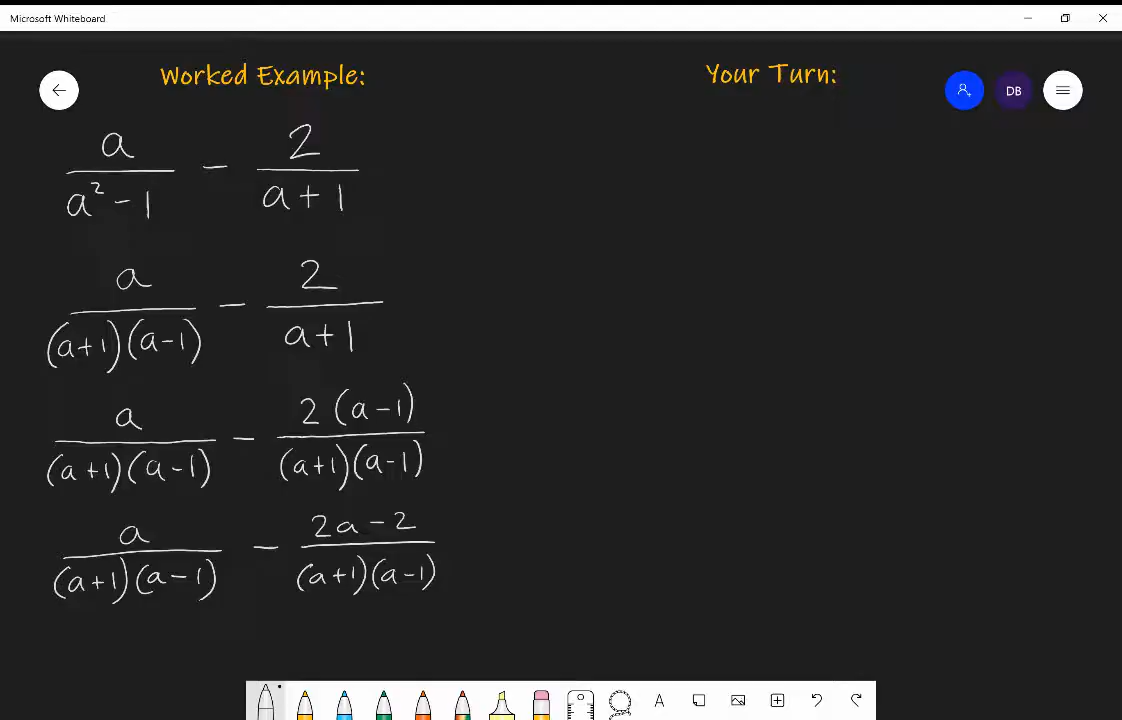 Microsoft Whiteboard
Worked Example:
Your Turn:
DB
a/(a² - 1) - 2/(a + 1)
a/((a+1)(a-1)) - 2/(a+1)
a/((a+1)(a-1)) - 2(a-1)/((a+1)(a-1))
a/((a+1)(a-1)) - (2a-2)/((a+1)(a-1))
A